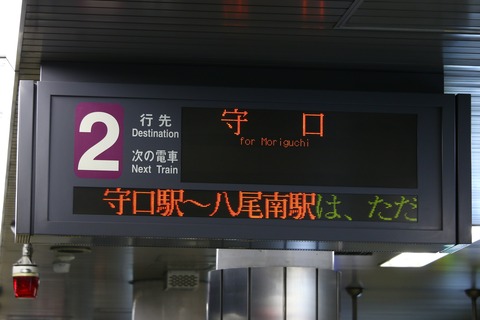 2
行先
Destination
守口
for Moriguchi
次の電車
Next Train
守口駅〜八尾南駅は、ただ